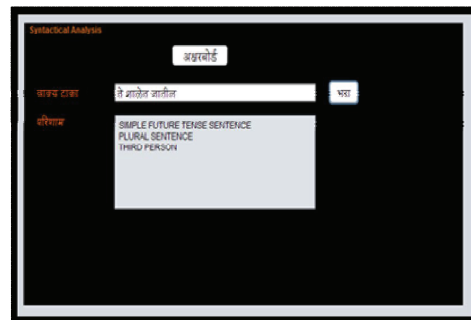 Syntactical Analysis
अक्षरबोर्ड
वाक्य टाका ते शाळेत जातील भरा
परिणाम
SIMPLE FUTURE TENSE SENTENCE
PLURAL SENTENCE
THIRD PERSON